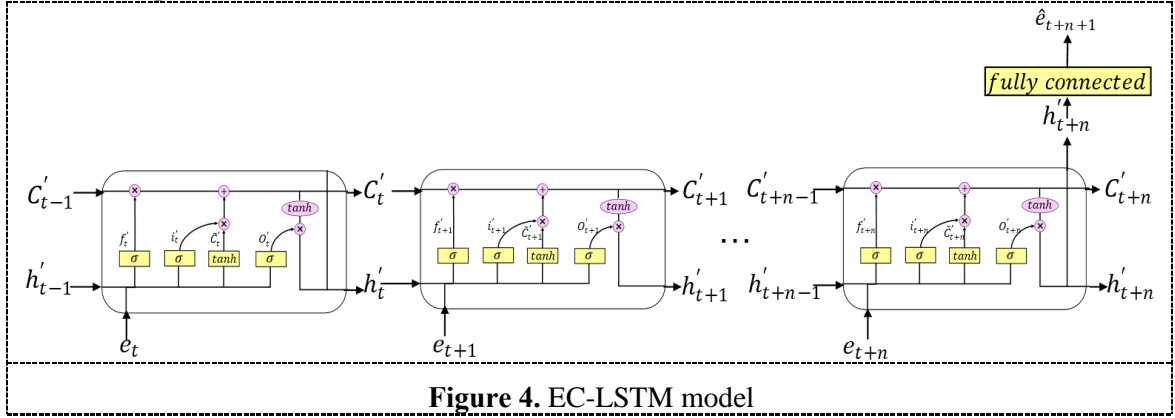 ê_{t+n+1}
fully connected
h'_{t+n}
C'_{t-1} × + C'_t × + C'_{t+1} C'_{t+n-1} × + C'_{t+n}
tanh tanh tanh
f'_t i'_t C̃'_t × O'_t × f'_{t+1} i'_{t+1} C̃'_{t+1} × O'_{t+1} × ... f'_{t+n} i'_{t+n} C̃'_{t+n} × O'_{t+n} ×
σ σ tanh σ σ σ tanh σ σ σ tanh σ
h'_{t-1} h'_t h'_{t+1} h'_{t+n-1} h'_{t+n}
e_t e_{t+1} e_{t+n}
Figure 4. EC-LSTM model